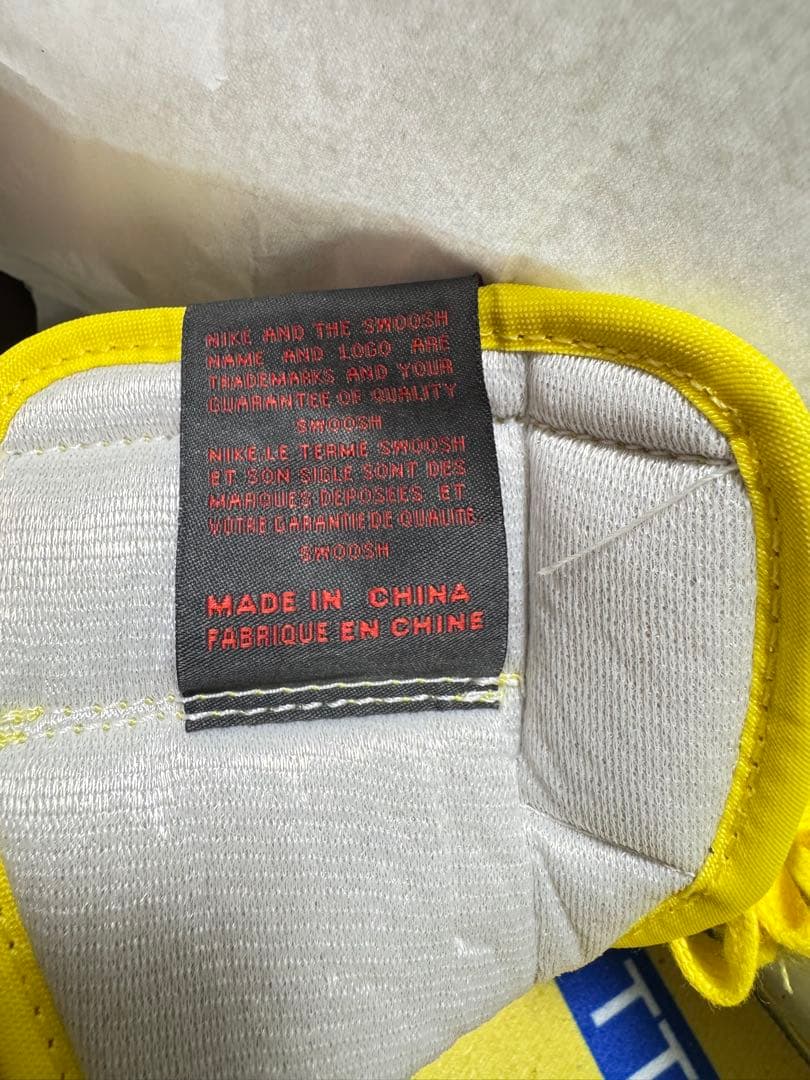 NIKE AND THE SWOOSH
NAME AND LOGO ARE
TRADEMARKS AND YOUR
GUARANTEE OF QUALITY
SWOOSH
NIKE.LE TERME SWOOSH
ET SON SIGLE SONT DES
MARQUES DEPOSEES ET
VOTRE GARANTIE DE QUALITE
SWOOSH
MADE IN CHINA
FABRIQUE EN CHINE
TT